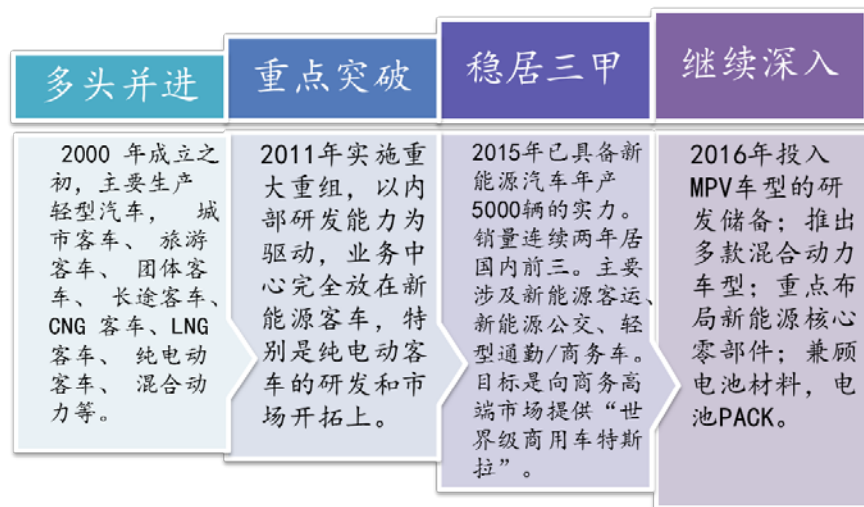 多头并进
2000 年成立之
初，主要生产
轻型汽车， 城
市客车、 旅游
客车、 团体客
车、 长途客车、
CNG 客车、LNG
客车、 纯电动
客车、 混合动
力等。
重点突破
2011年实施重
大重组，以内
部研发能力为
驱动，业务中
心完全放在新
能源客车，特
别是纯电动客
车的研发和市
场开拓上。
稳居三甲
2015年已具备新
能源汽车年产
5000辆的实力。
销量连续两年居
国内前三。主要
涉及新能源客运、
新能源公交、轻
型通勤/商务车。
目标是向商务高
端市场提供“世
界级商用车特斯
拉”。
继续深入
2016年投入
MPV车型的研
发储备；推出
多款混合动力
车型；重点布
局新能源核心
零部件；兼顾
电池材料，电
池PACK。